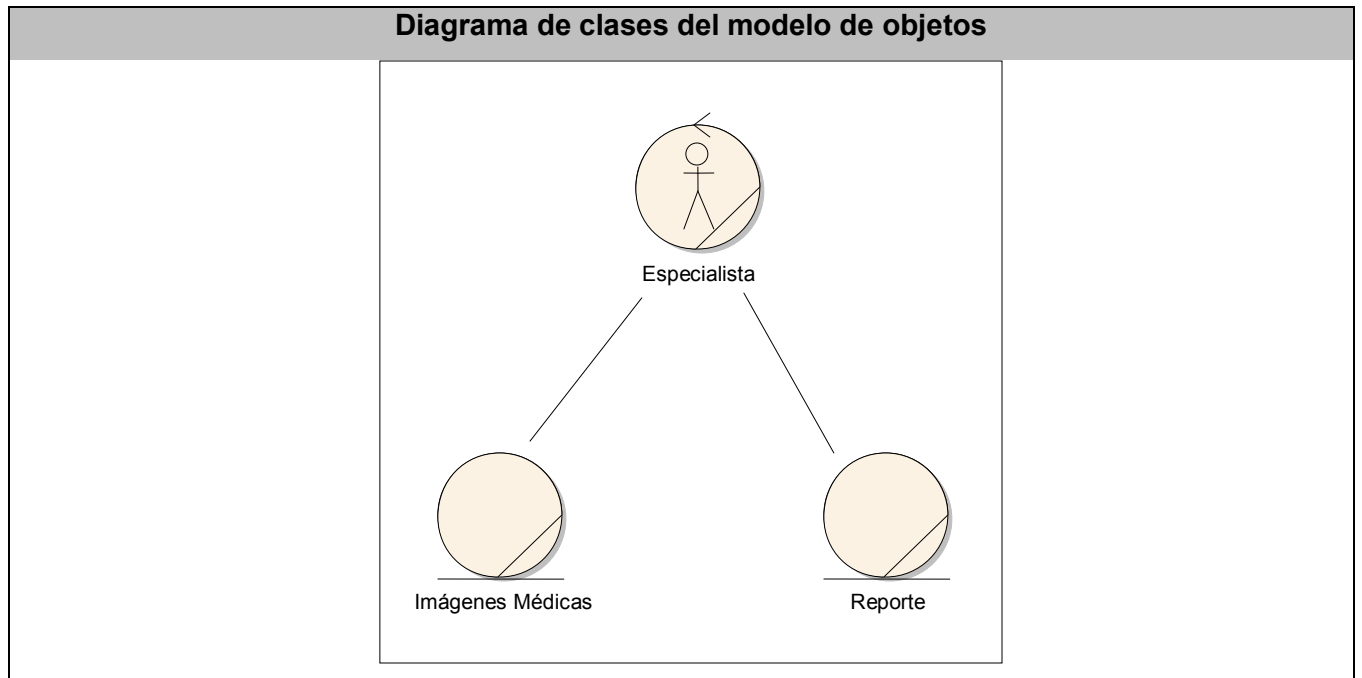 Diagrama de clases del modelo de objetos
Especialista
Imágenes Médicas
Reporte